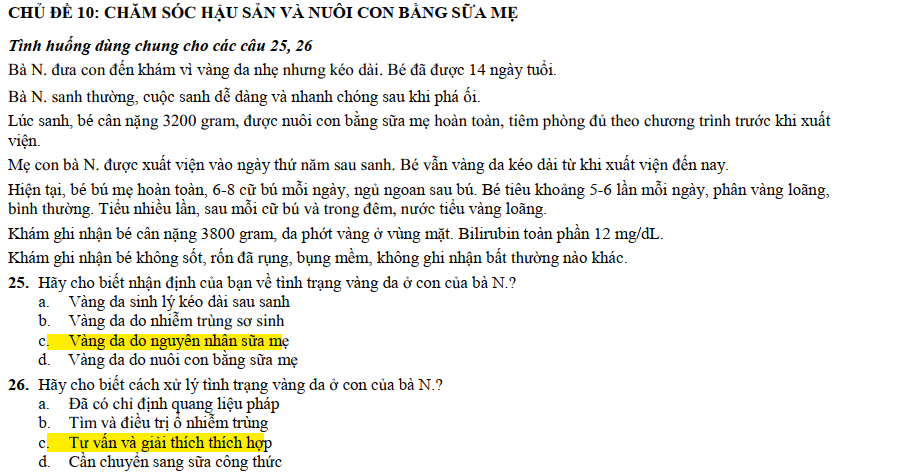 CHỦ ĐỀ 10: CHĂM SÓC HẬU SẢN VÀ NUÔI CON BẰNG SỮA MẸ
Tình huống dùng chung cho các câu 25, 26
Bà N. đưa con đến khám vì vàng da nhẹ nhưng kéo dài. Bé đã được 14 ngày tuổi.
Bà N. sanh thường, cuộc sanh dễ dàng và nhanh chóng sau khi phá ối.
Lúc sanh, bé cân nặng 3200 gram, được nuôi con bằng sữa mẹ hoàn toàn, tiêm phòng đủ theo chương trình trước khi xuất
viện.
Mẹ con bà N. được xuất viện vào ngày thứ năm sau sanh. Bé vẫn vàng da kéo dài từ khi xuất viện đến nay.
Hiện tại, bé bú mẹ hoàn toàn, 6-8 cữ bú mỗi ngày, ngủ ngoan sau bú. Bé tiêu khoảng 5-6 lần mỗi ngày, phân vàng loãng,
bình thường. Tiểu nhiều lần, sau mỗi cữ bú và trong đêm, nước tiểu vàng loãng.
Khám ghi nhận bé cân nặng 3800 gram, da phớt vàng ở vùng mặt. Bilirubin toàn phần 12 mg/dL.
Khám ghi nhận bé không sốt, rốn đã rụng, bụng mềm, không ghi nhận bất thường nào khác.
25. Hãy cho biết nhận định của bạn về tình trạng vàng da ở con của bà N.?
a. Vàng da sinh lý kéo dài sau sanh
b. Vàng da do nhiễm trùng sơ sinh
c. Vàng da do nguyên nhân sữa mẹ
d. Vàng da do nuôi con bằng sữa mẹ
26. Hãy cho biết cách xử lý tình trạng vàng da ở con của bà N.?
a. Đã có chỉ định quang liệu pháp
b. Tìm và điều trị ổ nhiễm trùng
c. Tư vấn và giải thích thích hợp
d. Cần chuyển sang sữa công thức